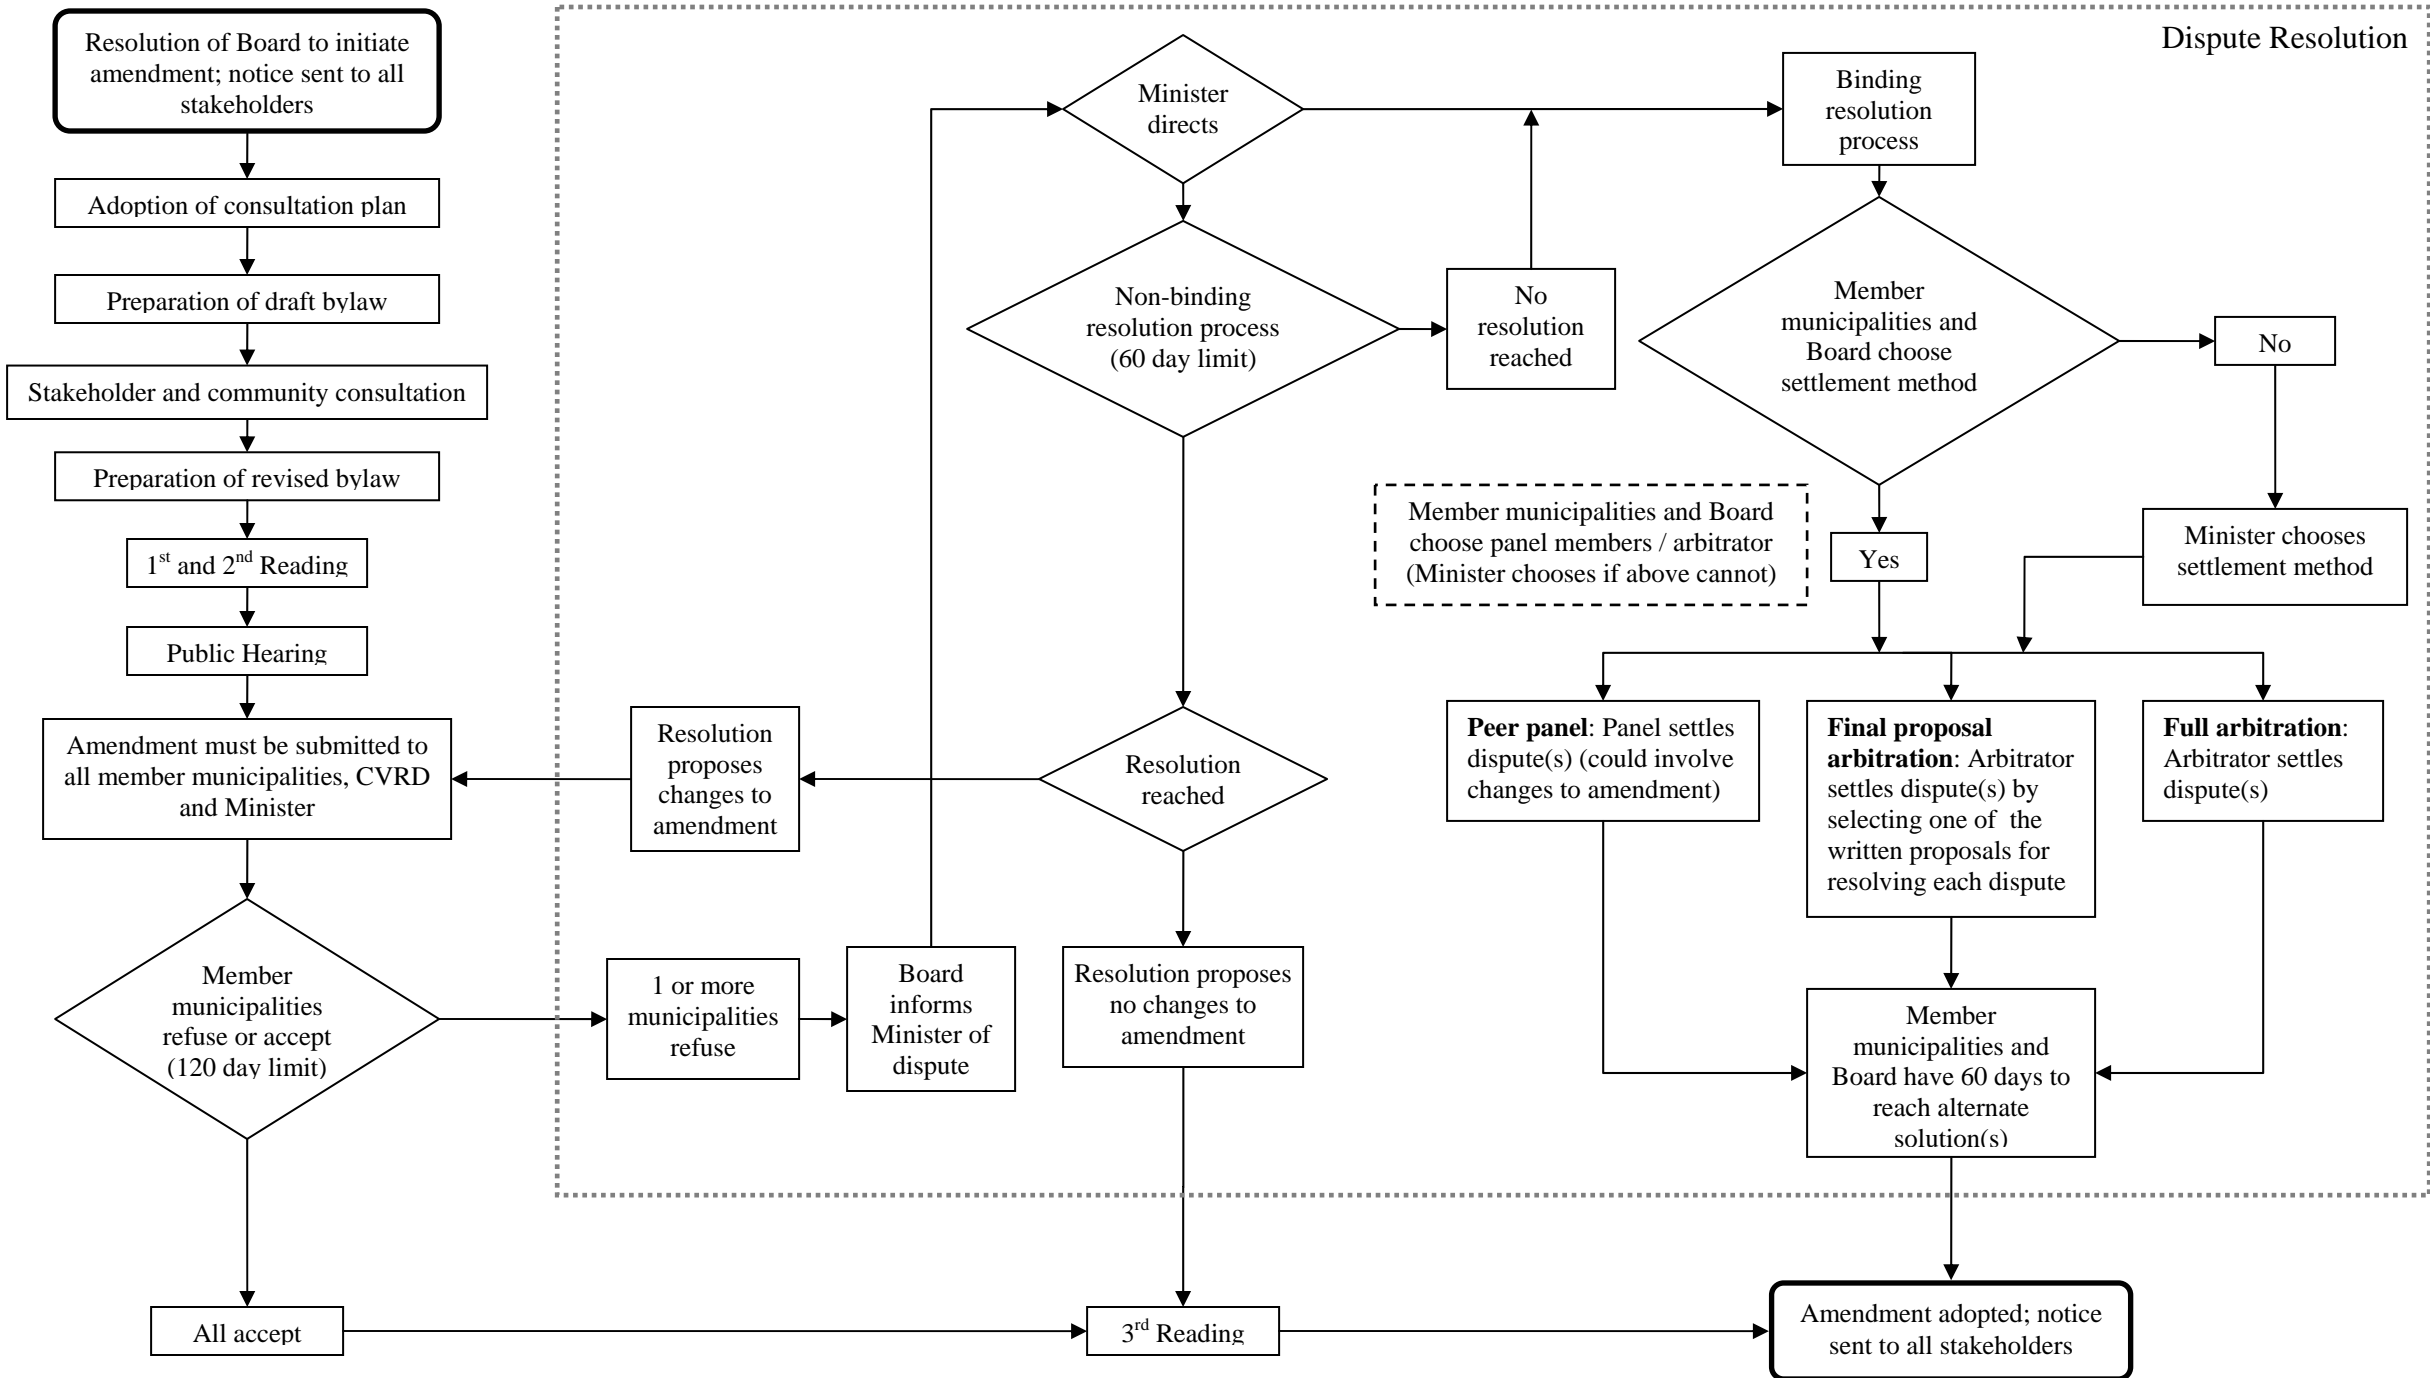 Resolution of Board to initiate
amendment; notice sent to all
stakeholders
Adoption of consultation plan
Preparation of draft bylaw
Stakeholder and community consultation
Preparation of revised bylaw
1st and 2nd Reading
Public Hearing
Amendment must be submitted to
all member municipalities, CVRD
and Minister
Member
municipalities
refuse or accept
(120 day limit)
All accept
Dispute Resolution
1 or more
municipalities
refuse
Board
informs
Minister of
dispute
Minister
directs
Non-binding
resolution process
(60 day limit)
No
resolution
reached
Resolution
reached
Resolution
proposes
changes to
amendment
Resolution proposes
no changes to
amendment
3rd Reading
Binding
resolution
process
Member
municipalities and
Board choose
settlement method
No
Minister chooses
settlement method
Yes
Member municipalities and Board
choose panel members / arbitrator
(Minister chooses if above cannot)
Peer panel: Panel settles
dispute(s) (could involve
changes to amendment)
Final proposal
arbitration: Arbitrator
settles dispute(s) by
selecting one of the
written proposals for
resolving each dispute
Full arbitration:
Arbitrator settles
dispute(s)
Member
municipalities and
Board have 60 days to
reach alternate
solution(s)
Amendment adopted; notice
sent to all stakeholders